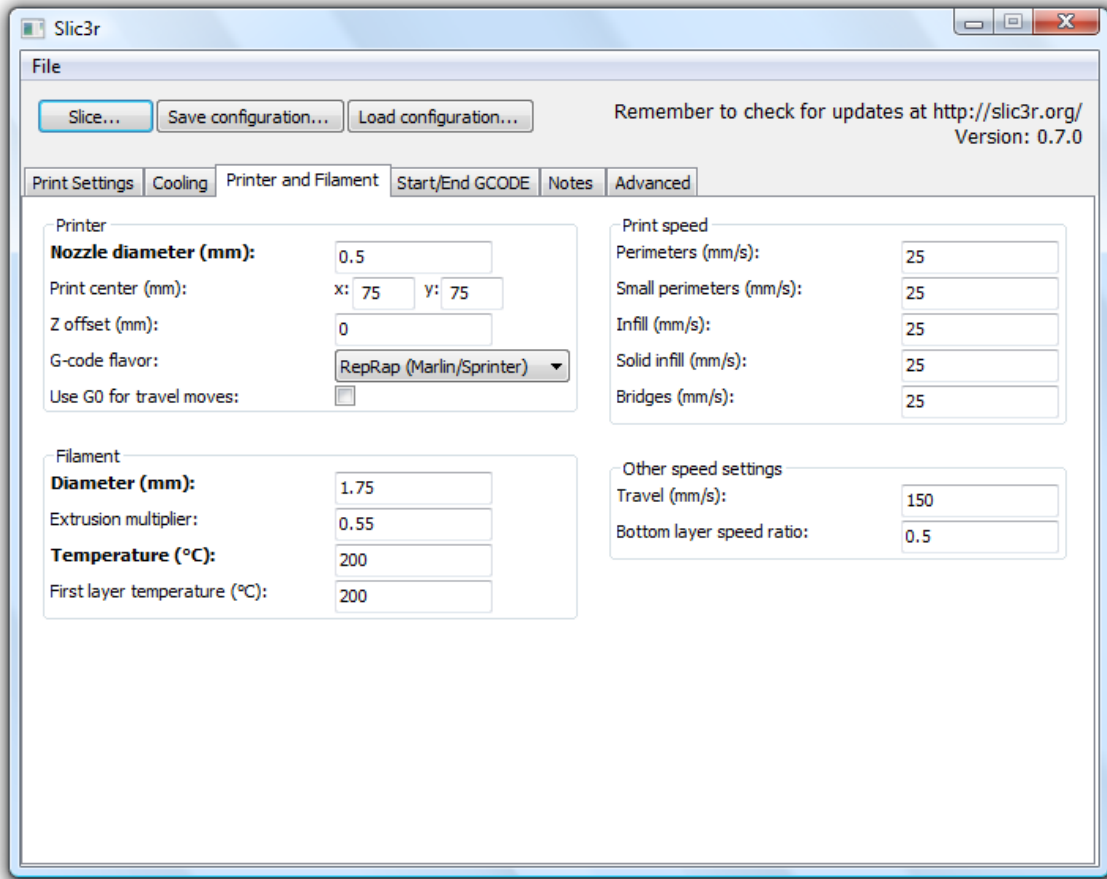 Slic3r
File
Slice... Save configuration... Load configuration...
Remember to check for updates at http://slic3r.org/
Version: 0.7.0
Print Settings Cooling Printer and Filament Start/End GCODE Notes Advanced
Printer
Nozzle diameter (mm): 0.5
Print center (mm): x: 75 y: 75
Z offset (mm): 0
G-code flavor: RepRap (Marlin/Sprinter)
Use G0 for travel moves:
Filament
Diameter (mm): 1.75
Extrusion multiplier: 0.55
Temperature (°C): 200
First layer temperature (°C): 200
Print speed
Perimeters (mm/s): 25
Small perimeters (mm/s): 25
Infill (mm/s): 25
Solid infill (mm/s): 25
Bridges (mm/s): 25
Other speed settings
Travel (mm/s): 150
Bottom layer speed ratio: 0.5